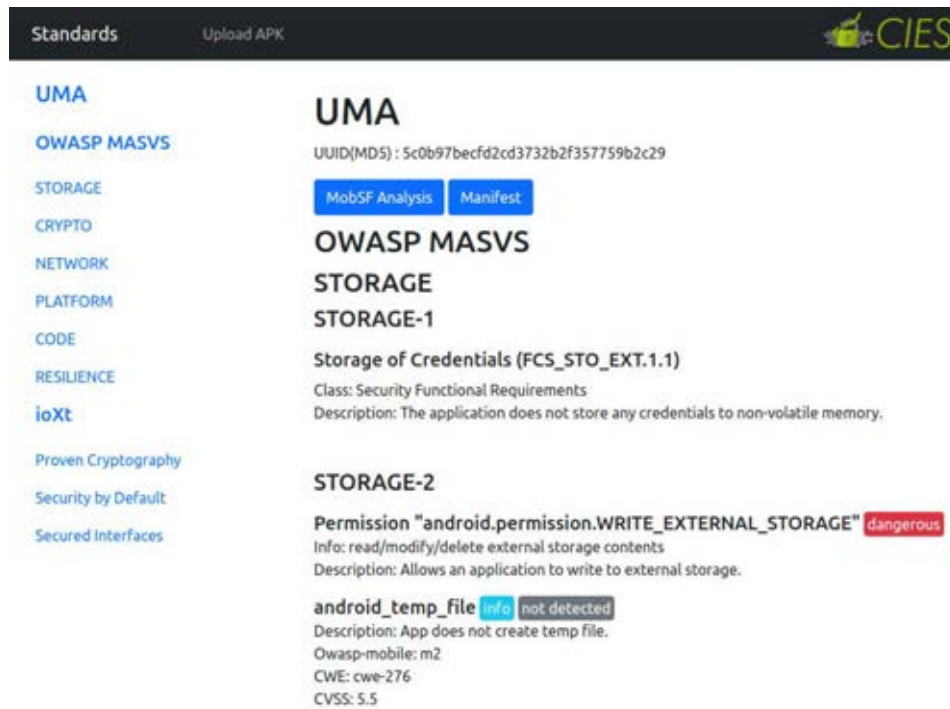 Standards
Upload APK
CIES
UMA
OWASP MASVS
STORAGE
CRYPTO
NETWORK
PLATFORM
CODE
RESILIENCE
ioXt
Proven Cryptography
Security by Default
Secured Interfaces
UMA
UUID(MD5) : 5c0b97becfd2cd3732b2f357759b2c29
MobSF Analysis
Manifest
OWASP MASVS
STORAGE
STORAGE-1
Storage of Credentials (FCS_STO_EXT.1.1)
Class: Security Functional Requirements
Description: The application does not store any credentials to non-volatile memory.
STORAGE-2
Permission "android.permission.WRITE_EXTERNAL_STORAGE" dangerous
Info: read/modify/delete external storage contents
Description: Allows an application to write to external storage.
android_temp_file info not detected
Description: App does not create temp file.
Owasp-mobile: m2
CWE: cwe-276
CVSS: 5.5